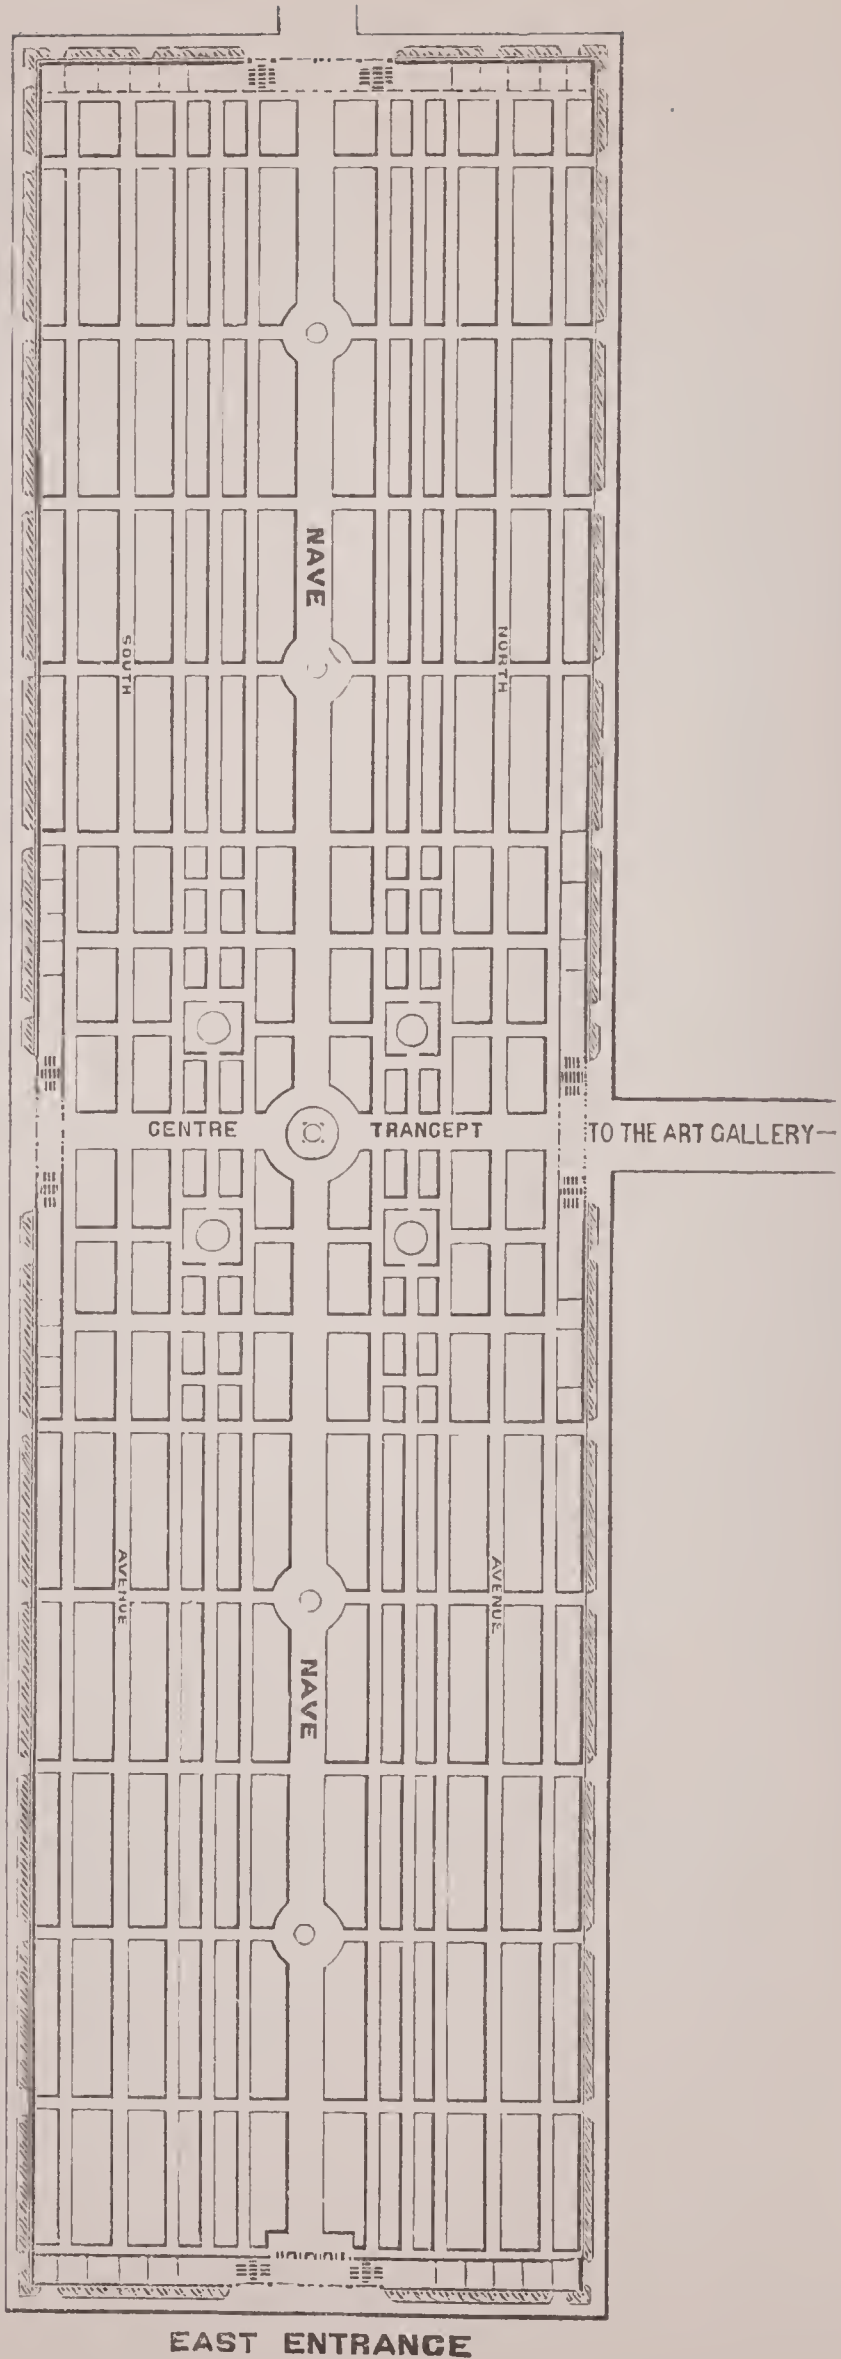 NAVE
SOUTH
NORTH
CENTRE TRANCEPT
TO THE ART GALLERY—
AVENUE
AVENUE
NAVE
EAST ENTRANCE